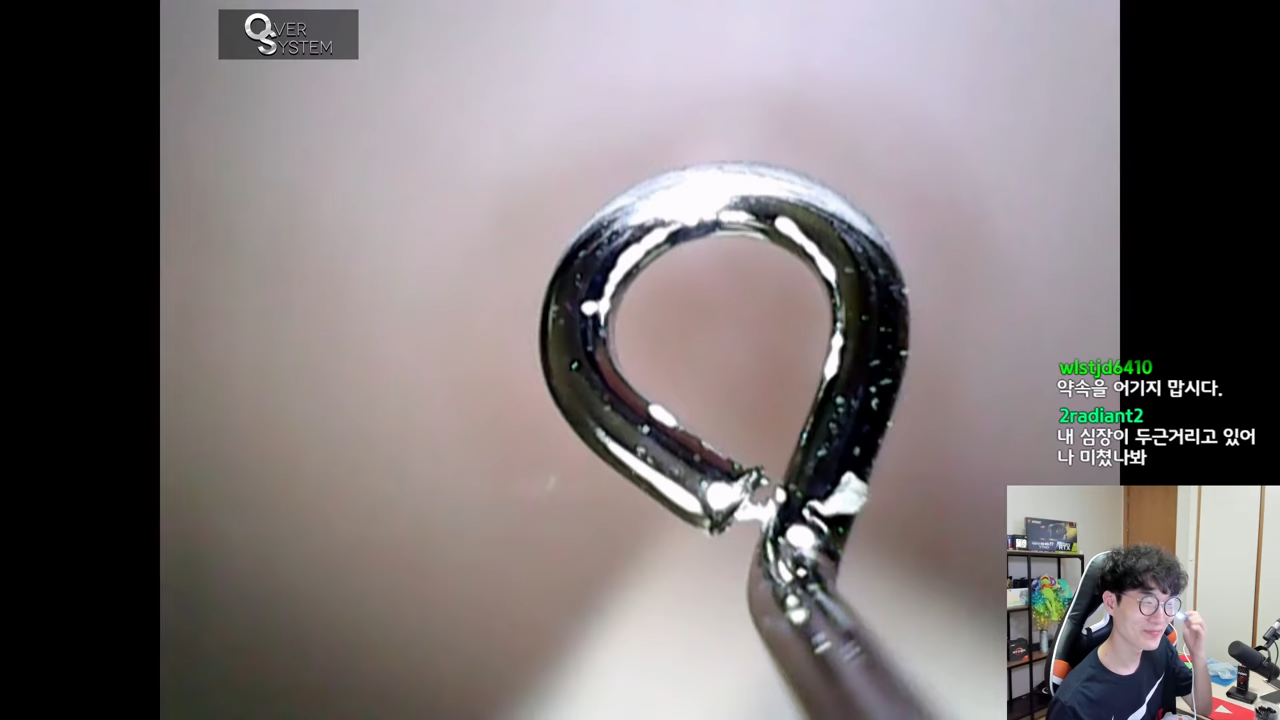 OVER
SYSTEM
wlstjd6410
약속을 어기지 맙시다.
2radiant2
내 심장이 두근거리고 있어
나 미쳤나봐